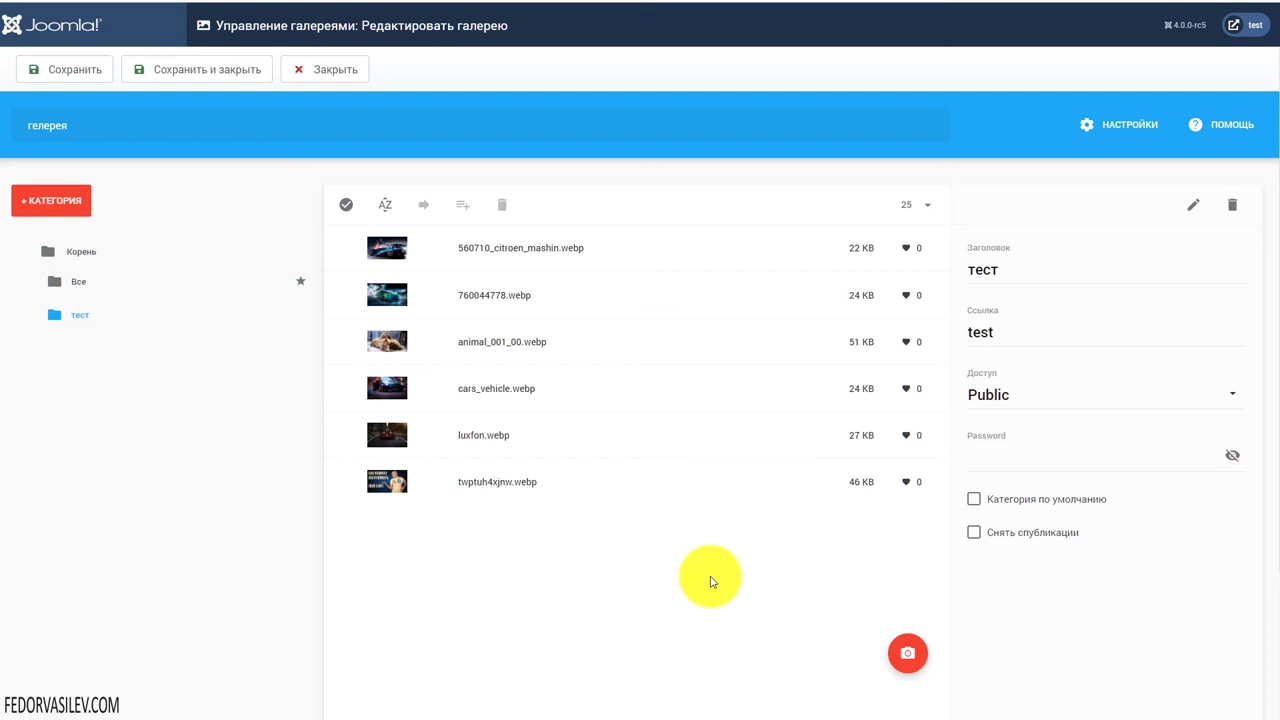 Joomla!
Управление галереями: Редактировать галерею
4.0.0-rc5
test
Сохранить
Сохранить и закрыть
Закрыть
гелерея
НАСТРОЙКИ
ПОМОЩЬ
+ КАТЕГОРИЯ
Корень
Все
тест
AZ
25
560710_citroen_mashin.webp 22 KB 0
760044778.webp 24 KB 0
animal_001_00.webp 51 KB 0
cars_vehicle.webp 24 KB 0
luxfon.webp 27 KB 0
twptuh4xjnw.webp 46 KB 0
Заголовок
тест
Ссылка
test
Доступ
Public
Password
Категория по умолчанию
Снять спубликации
FEDORVASILEV.COM